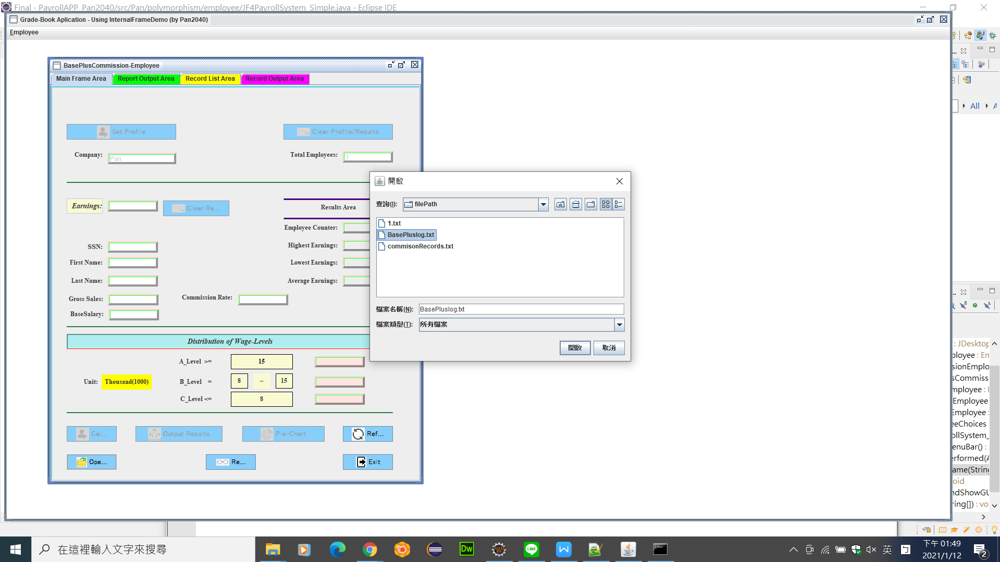 Final - PayrollAPP_Pan2040/src/Pan/polymorphism/employee/JF4PayrollSystem_Simple.java - Eclipse IDE
Grade-Book Aplication - Using InternalFrameDemo (by Pan2040)
Employee
BasePlusCommission-Employee
Main Frame Area
Report Output Area
Record List Area
Record Output Area
Set Profile
Clear Profile/Results
Company:
Pan
Total Employees:
3
Earnings:
Clear Re...
Results Area
Employee Counter:
Highest Earnings:
SSN:
First Name:
Lowest Earnings:
Last Name:
Average Earnings:
Gross Sales:
Commission Rate:
BaseSalary:
Distribution of Wage-Levels
A_Level >=
15
Unit:
Thousand(1000)
B_Level =
8
~
15
C_Level <=
8
Cal...
Output Results
Pie-Chart
Ref...
Ope...
Re...
Exit
開啟
查詢(I):
filePath
1.txt
BasePluslog.txt
commisonRecords.txt
檔案名稱(N):
BasePluslog.txt
檔案類型(T):
所有檔案
開啟
取消
All
: JDesktop
ployee : En
sionEmplo
sCommiss
mployee :
Employee
Employee :
eeChoices
ollSystem_
enuBar() :
erformed(A
ame(String
oid
ndShowGU
ring[]) : vo
在這裡輸入文字來搜尋
Dw
LINE
英
ㄅ
下午 01:49
2021/1/12
2